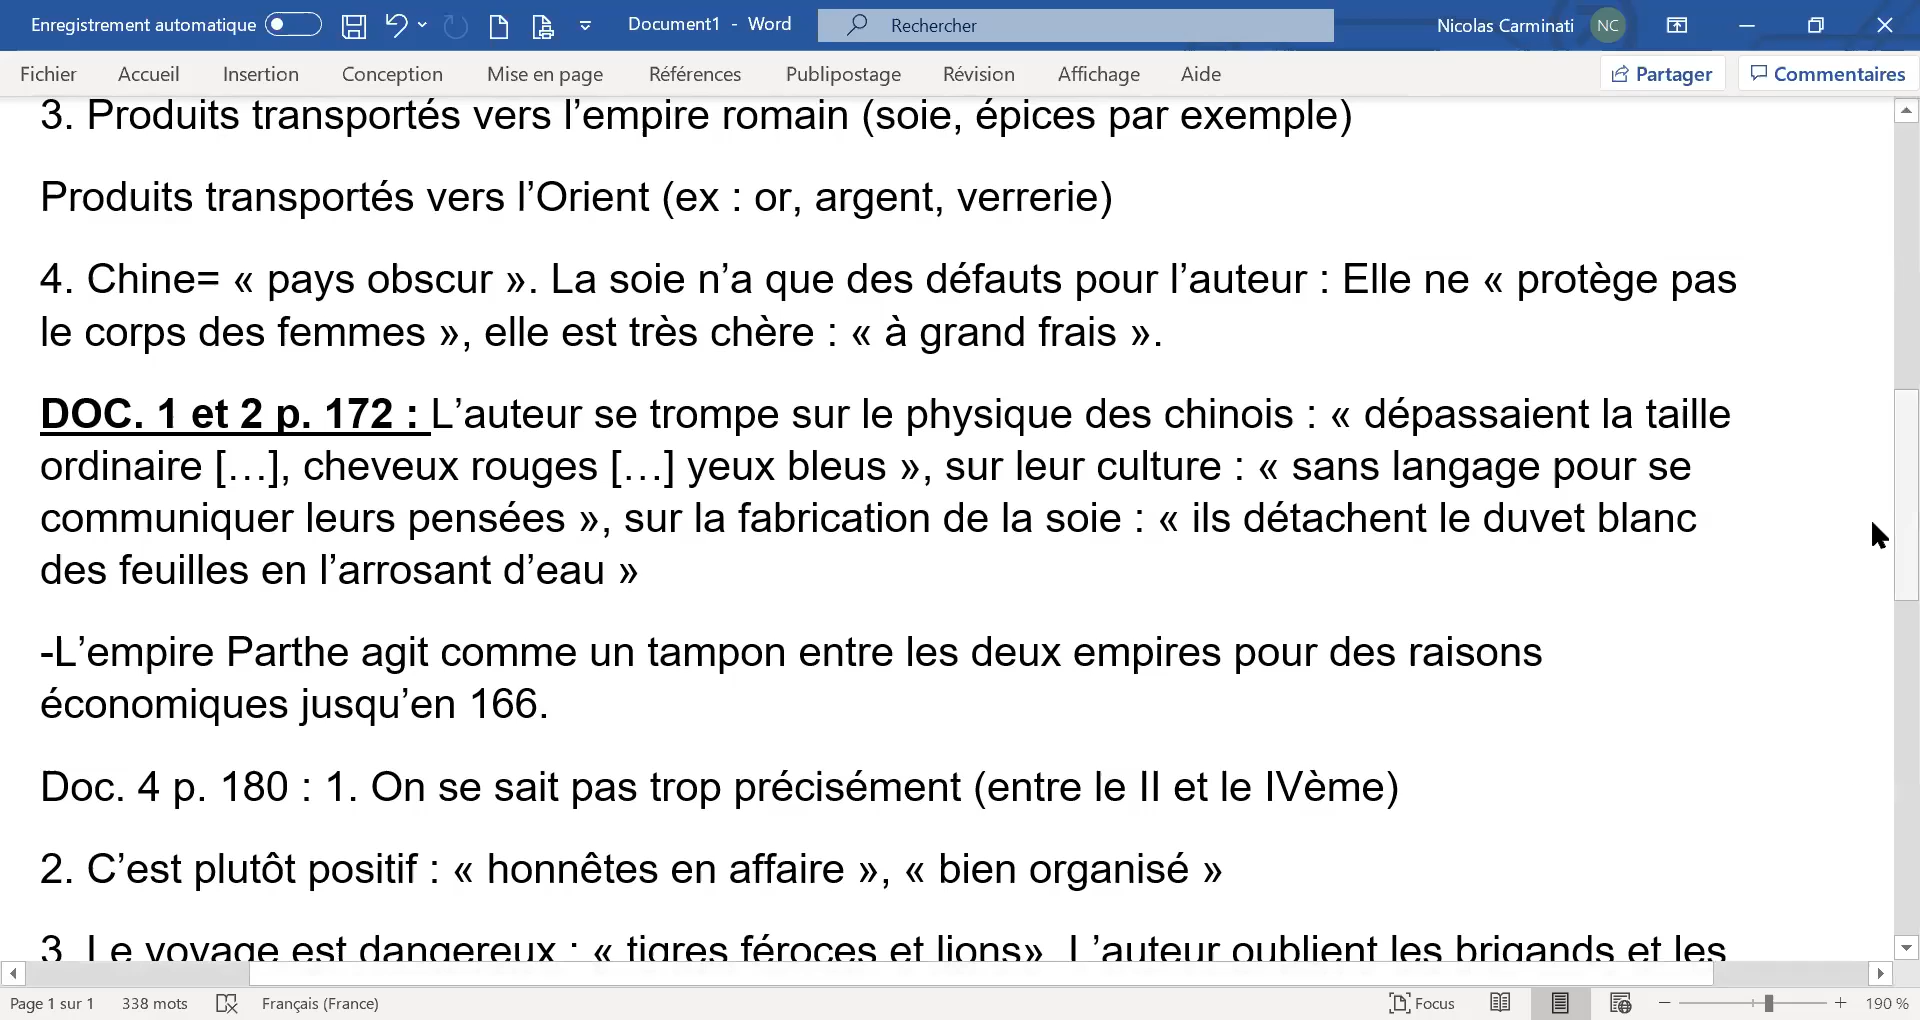 Enregistrement automatique
Document1 - Word
Rechercher
Nicolas Carminati
NC
Fichier
Accueil
Insertion
Conception
Mise en page
Références
Publipostage
Révision
Affichage
Aide
Partager
Commentaires
3. Produits transportés vers l’empire romain (soie, épices par exemple)
Produits transportés vers l’Orient (ex : or, argent, verrerie)
4. Chine= « pays obscur ». La soie n’a que des défauts pour l’auteur : Elle ne « protège pas
le corps des femmes », elle est très chère : « à grand frais ».
DOC. 1 et 2 p. 172 : L’auteur se trompe sur le physique des chinois : « dépassaient la taille
ordinaire […], cheveux rouges […] yeux bleus », sur leur culture : « sans langage pour se
communiquer leurs pensées », sur la fabrication de la soie : « ils détachent le duvet blanc
des feuilles en l’arrosant d’eau »
-L’empire Parthe agit comme un tampon entre les deux empires pour des raisons
économiques jusqu’en 166.
Doc. 4 p. 180 : 1. On se sait pas trop précisément (entre le II et le IVème)
2. C’est plutôt positif : « honnêtes en affaire », « bien organisé »
3. Le voyage est dangereux : « tigres féroces et lions». L’auteur oublient les brigands et les
Page 1 sur 1
338 mots
Français (France)
Focus
190 %